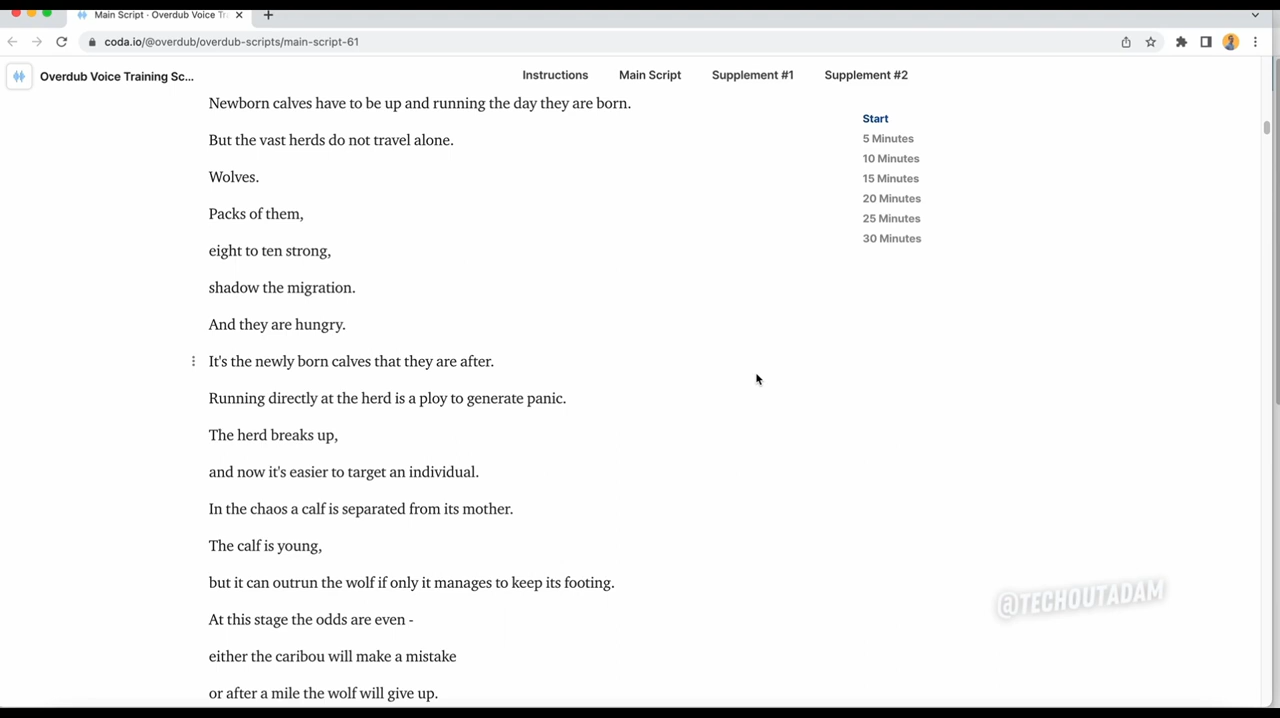 Main Script · Overdub Voice Tr
coda.io/@overdub/overdub-scripts/main-script-61
Overdub Voice Training Sc...
Instructions
Main Script
Supplement #1
Supplement #2
Newborn calves have to be up and running the day they are born.
But the vast herds do not travel alone.
Wolves.
Packs of them,
eight to ten strong,
shadow the migration.
And they are hungry.
It's the newly born calves that they are after.
Running directly at the herd is a ploy to generate panic.
The herd breaks up,
and now it's easier to target an individual.
In the chaos a calf is separated from its mother.
The calf is young,
but it can outrun the wolf if only it manages to keep its footing.
At this stage the odds are even -
either the caribou will make a mistake
or after a mile the wolf will give up.
Start
5 Minutes
10 Minutes
15 Minutes
20 Minutes
25 Minutes
30 Minutes
@TECHOUTADAM